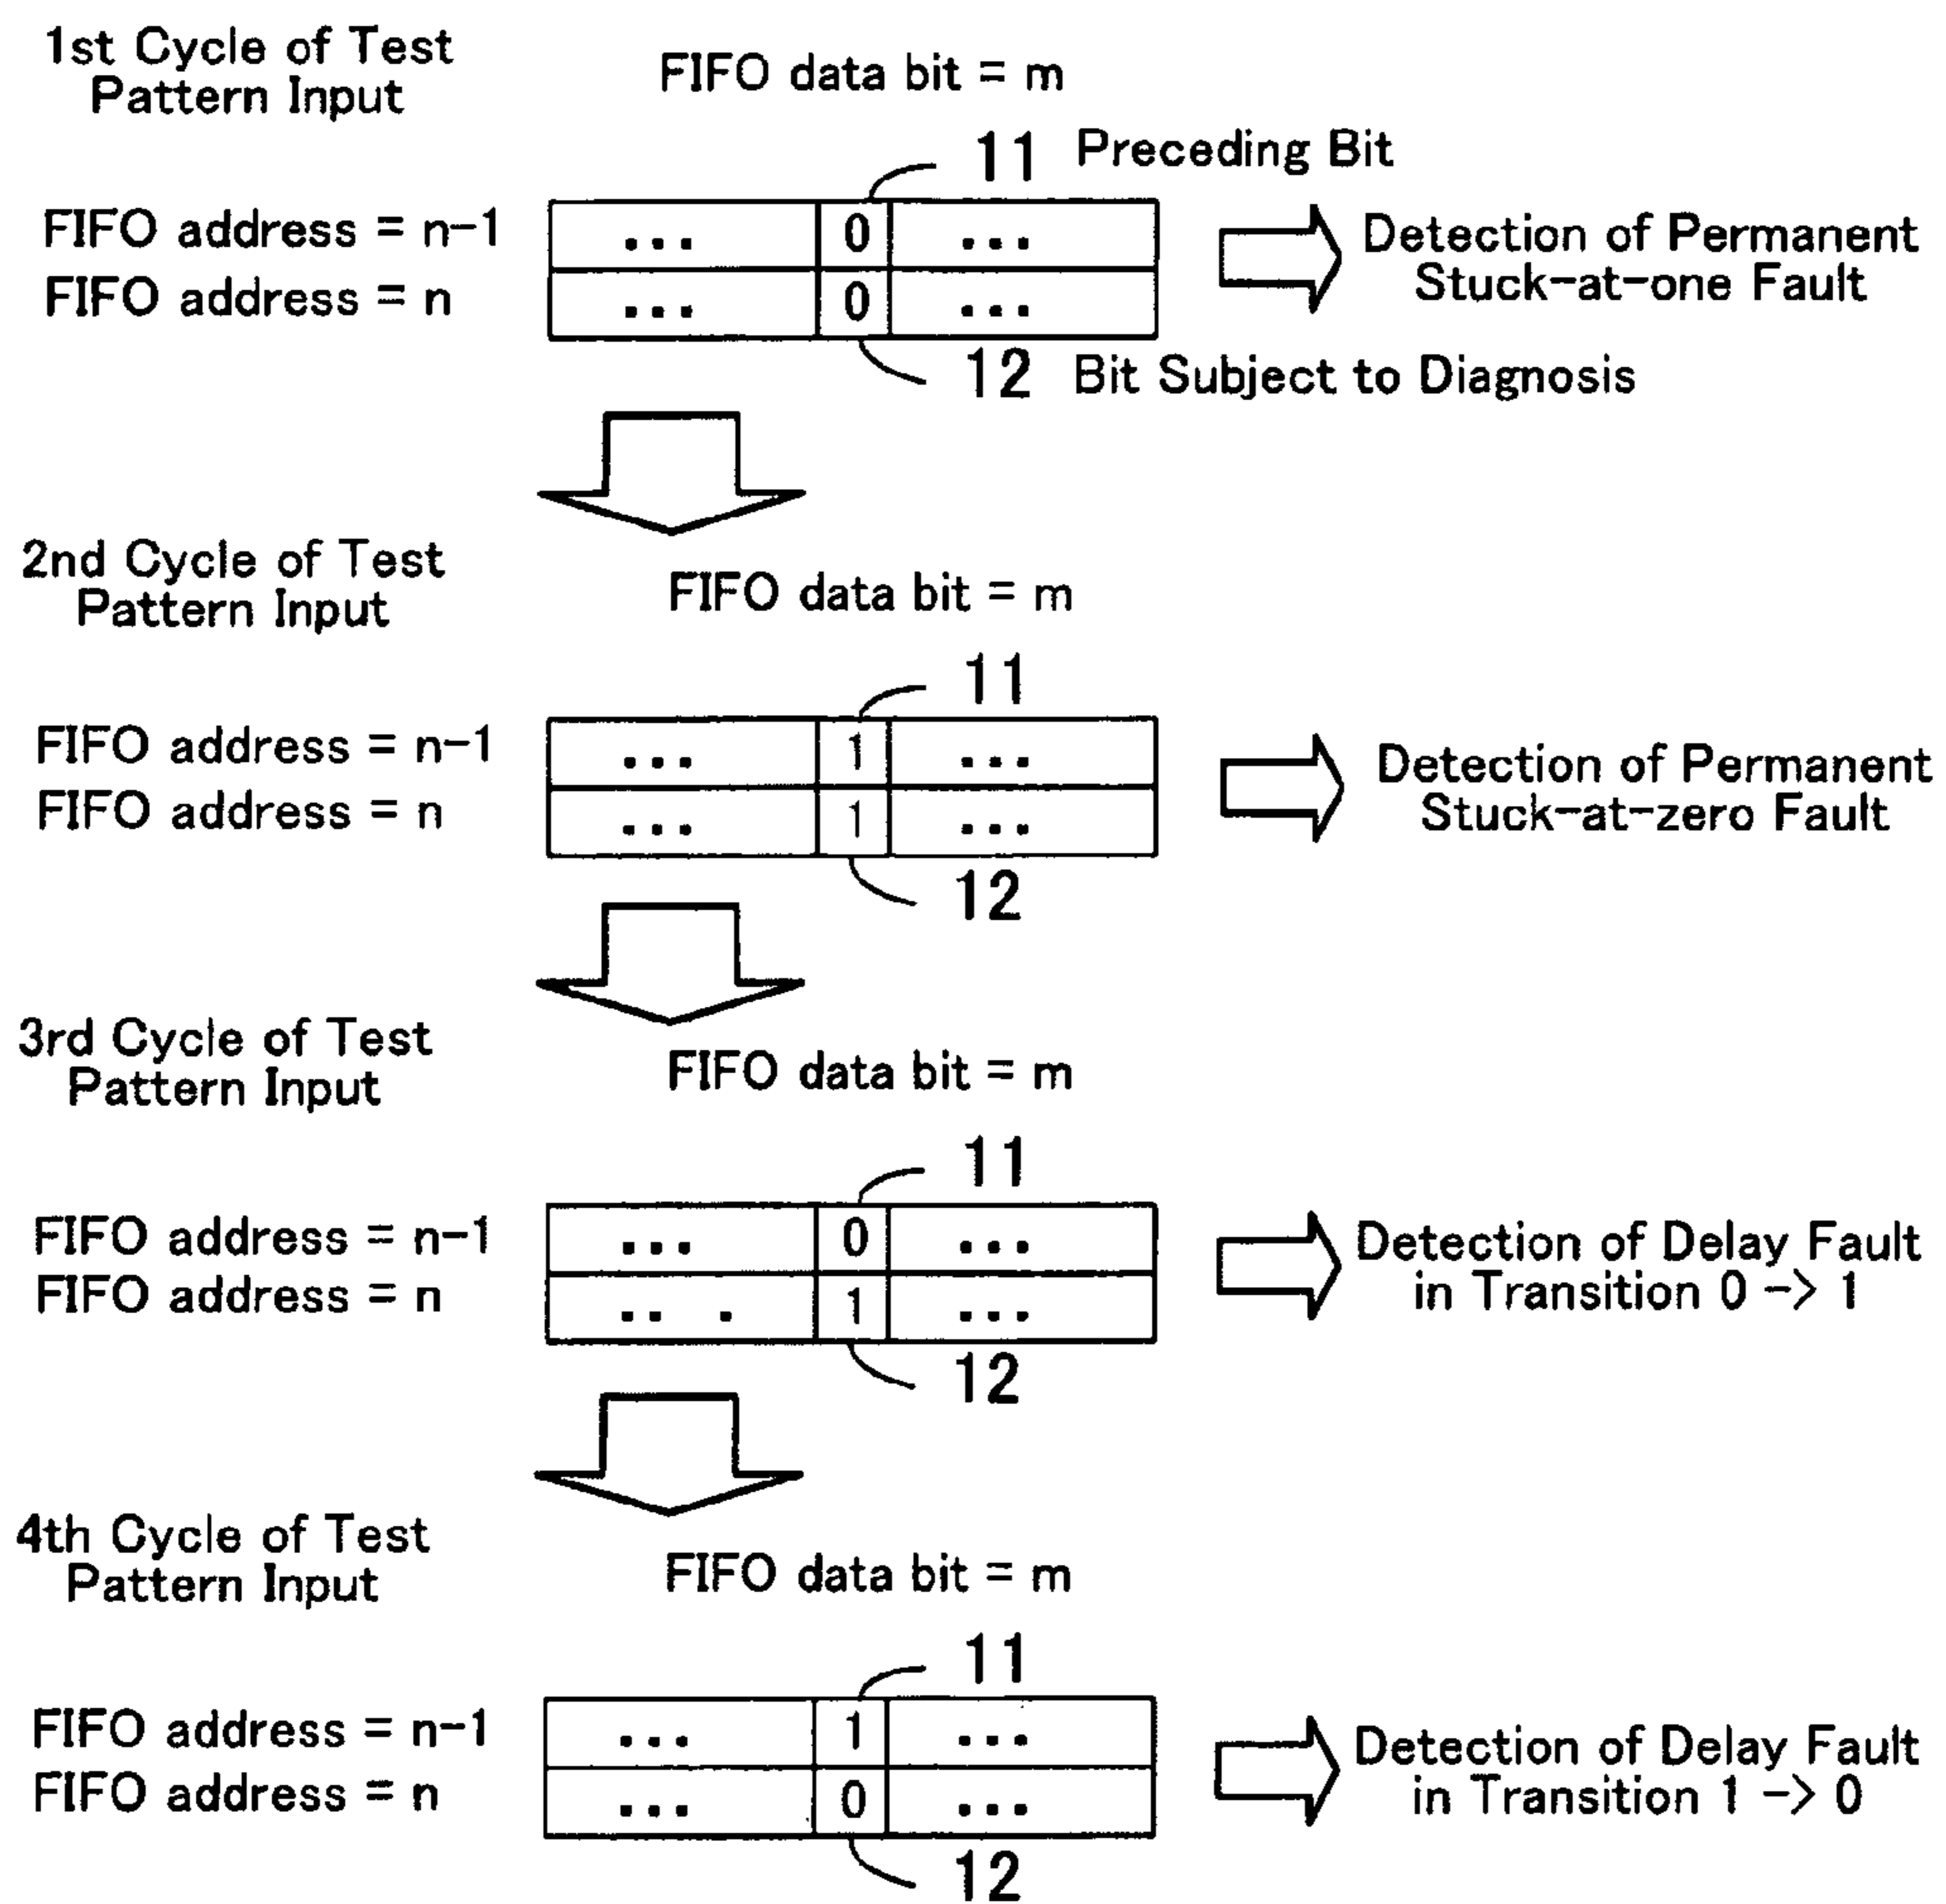 1st Cycle of Test
Pattern Input
FIFO data bit = m
11 Preceding Bit
FIFO address = n-1
... 0 ...
Detection of Permanent
Stuck-at-one Fault
FIFO address = n
... 0 ...
12 Bit Subject to Diagnosis
2nd Cycle of Test
Pattern Input
FIFO data bit = m
11
FIFO address = n-1
... 1 ...
Detection of Permanent
Stuck-at-zero Fault
FIFO address = n
... 1 ...
12
3rd Cycle of Test
Pattern Input
FIFO data bit = m
11
FIFO address = n-1
... 0 ...
Detection of Delay Fault
in Transition 0 -> 1
FIFO address = n
.. . 1 ...
12
4th Cycle of Test
Pattern Input
FIFO data bit = m
11
FIFO address = n-1
... 1 ...
Detection of Delay Fault
in Transition 1 -> 0
FIFO address = n
... 0 ...
12